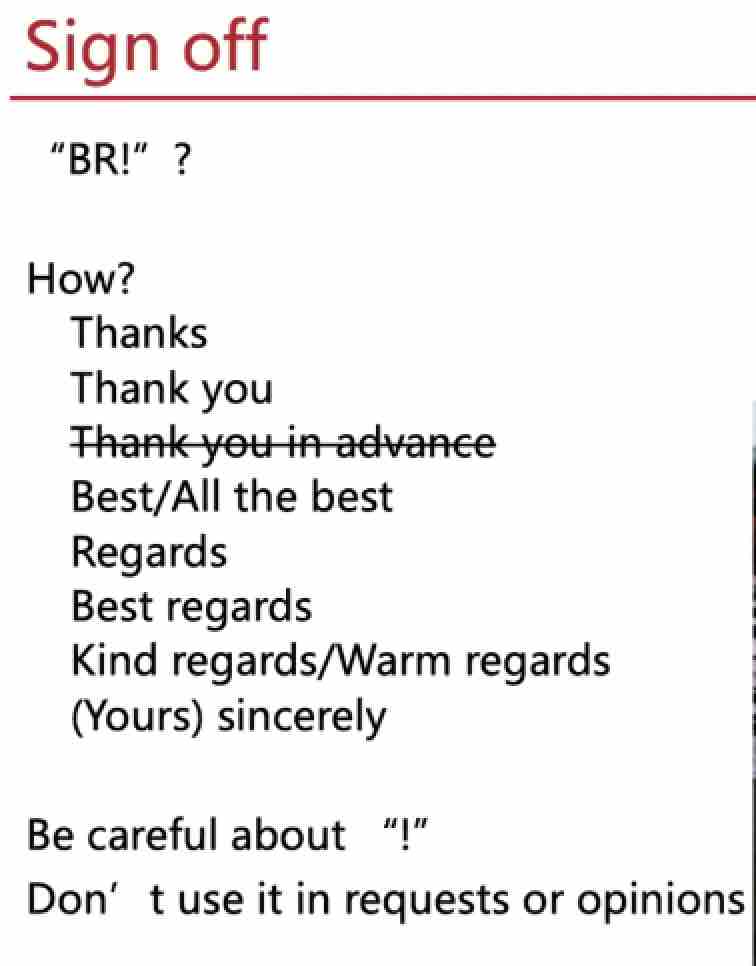 Sign off
“BR!” ?
How?
Thanks
Thank you
Thank you in advance
Best/All the best
Regards
Best regards
Kind regards/Warm regards
(Yours) sincerely
Be careful about “!”
Don’ t use it in requests or opinions